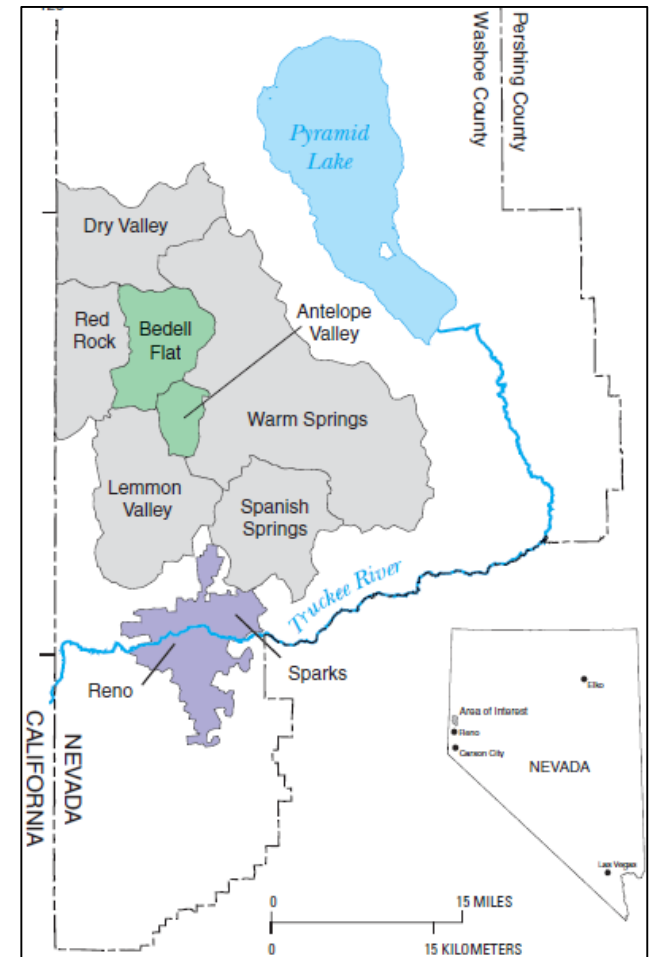 Pershing County
Washoe County
Pyramid
Lake
Dry Valley
Antelope
Valley
Red
Rock
Bedell
Flat
Warm Springs
Lemmon
Valley
Spanish
Springs
Truckee River
Sparks
Reno
CALIFORNIA
NEVADA
Elko
Area of Interest
Reno
Carson City
NEVADA
Las Vegas
0 15 MILES
0 15 KILOMETERS